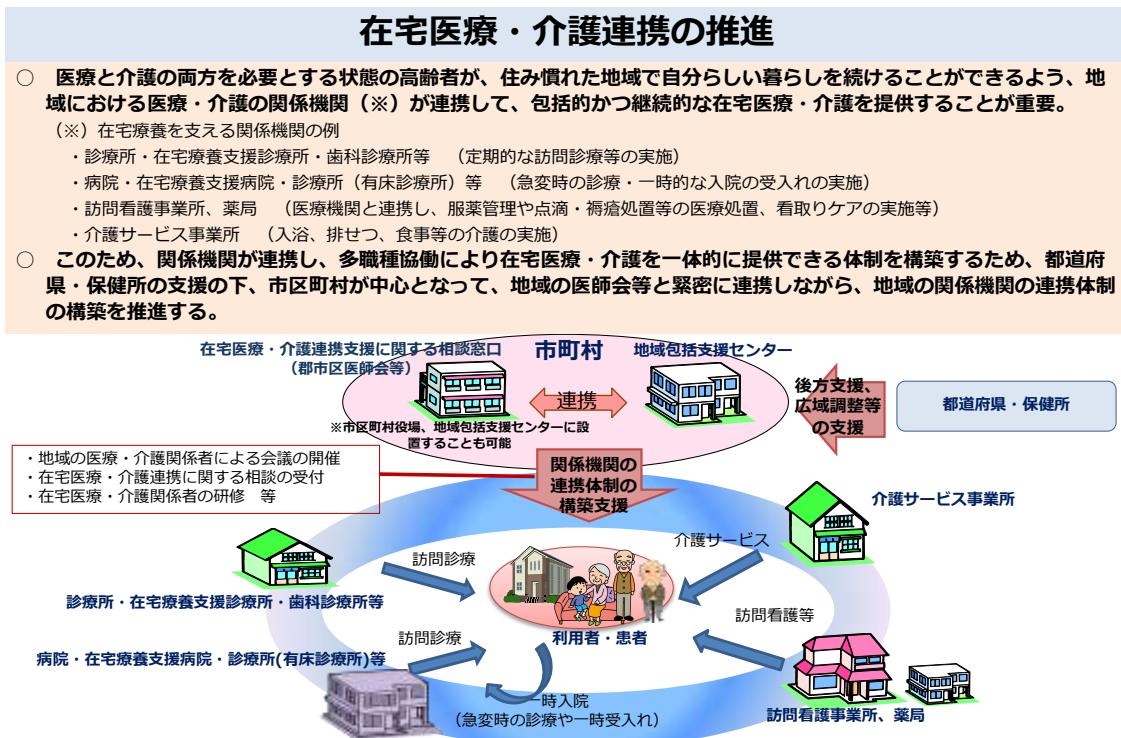 在宅医療・介護連携の推進
○　医療と介護の両方を必要とする状態の高齢者が、住み慣れた地域で自分らしい暮らしを続けることができるよう、地
域における医療・介護の関係機関（※）が連携して、包括的かつ継続的な在宅医療・介護を提供することが重要。
（※）在宅療養を支える関係機関の例
・診療所・在宅療養支援診療所・歯科診療所等　（定期的な訪問診療等の実施）
・病院・在宅療養支援病院・診療所（有床診療所）等　（急変時の診療・一時的な入院の受入れの実施）
・訪問看護事業所、薬局　（医療機関と連携し、服薬管理や点滴・褥瘡処置等の医療処置、看取りケアの実施等）
・介護サービス事業所　（入浴、排せつ、食事等の介護の実施）
○　このため、関係機関が連携し、多職種協働により在宅医療・介護を一体的に提供できる体制を構築するため、都道府
県・保健所の支援の下、市区町村が中心となって、地域の医師会等と緊密に連携しながら、地域の関係機関の連携体制
の構築を推進する。
在宅医療・介護連携支援に関する相談窓口
（郡市区医師会等）
市町村
地域包括支援センター
連携
※市区町村役場、地域包括支援センターに設
置することも可能
後方支援、
広域調整等
の支援
都道府県・保健所
・地域の医療・介護関係者による会議の開催
・在宅医療・介護連携に関する相談の受付
・在宅医療・介護関係者の研修　等
関係機関の
連携体制の
構築支援
介護サービス事業所
介護サービス
訪問診療
診療所・在宅療養支援診療所・歯科診療所等
利用者・患者
訪問看護等
訪問診療
病院・在宅療養支援病院・診療所(有床診療所)等
一時入院
（急変時の診療や一時受入れ）
訪問看護事業所、薬局